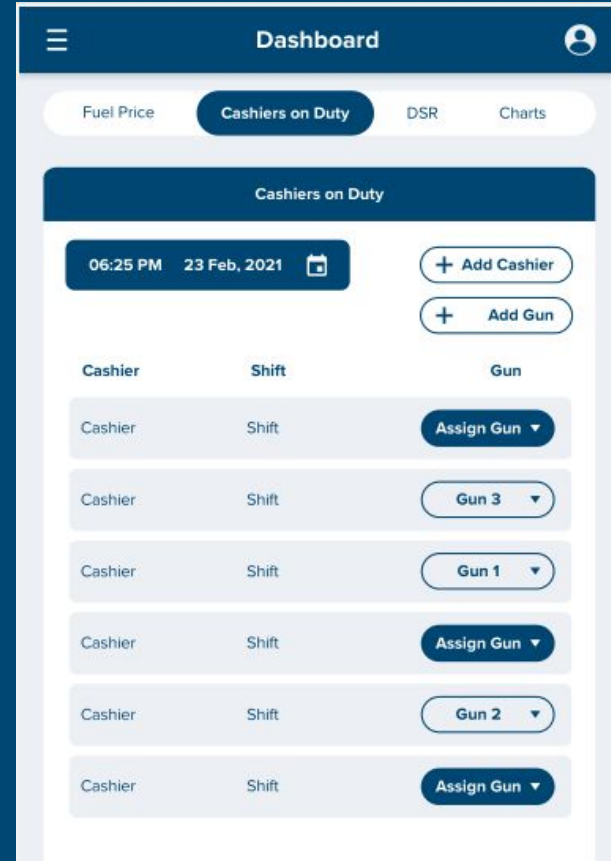 Dashboard
Fuel Price Cashiers on Duty DSR Charts
Cashiers on Duty
06:25 PM 23 Feb, 2021
+ Add Cashier
+ Add Gun
Cashier Shift Gun
Cashier Shift Assign Gun
Cashier Shift Gun 3
Cashier Shift Gun 1
Cashier Shift Assign Gun
Cashier Shift Gun 2
Cashier Shift Assign Gun